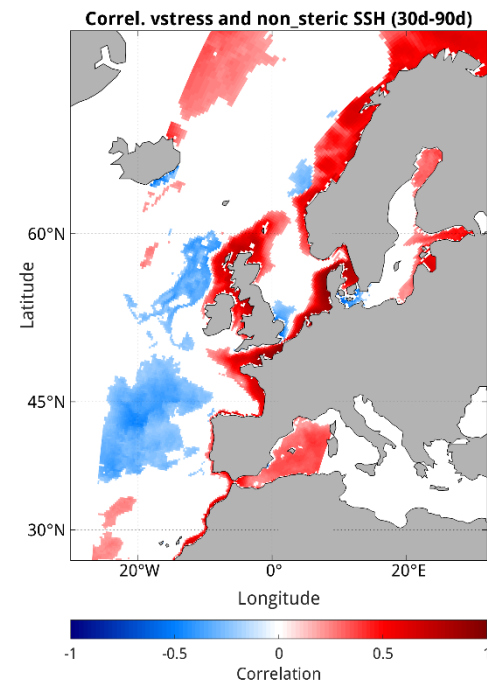 Correl. vstress and non_steric SSH (30d-90d)
60°N
45°N
30°N
Latitude
20°W 0° 20°E
Longitude
-1 -0.5 0 0.5 1
Correlation